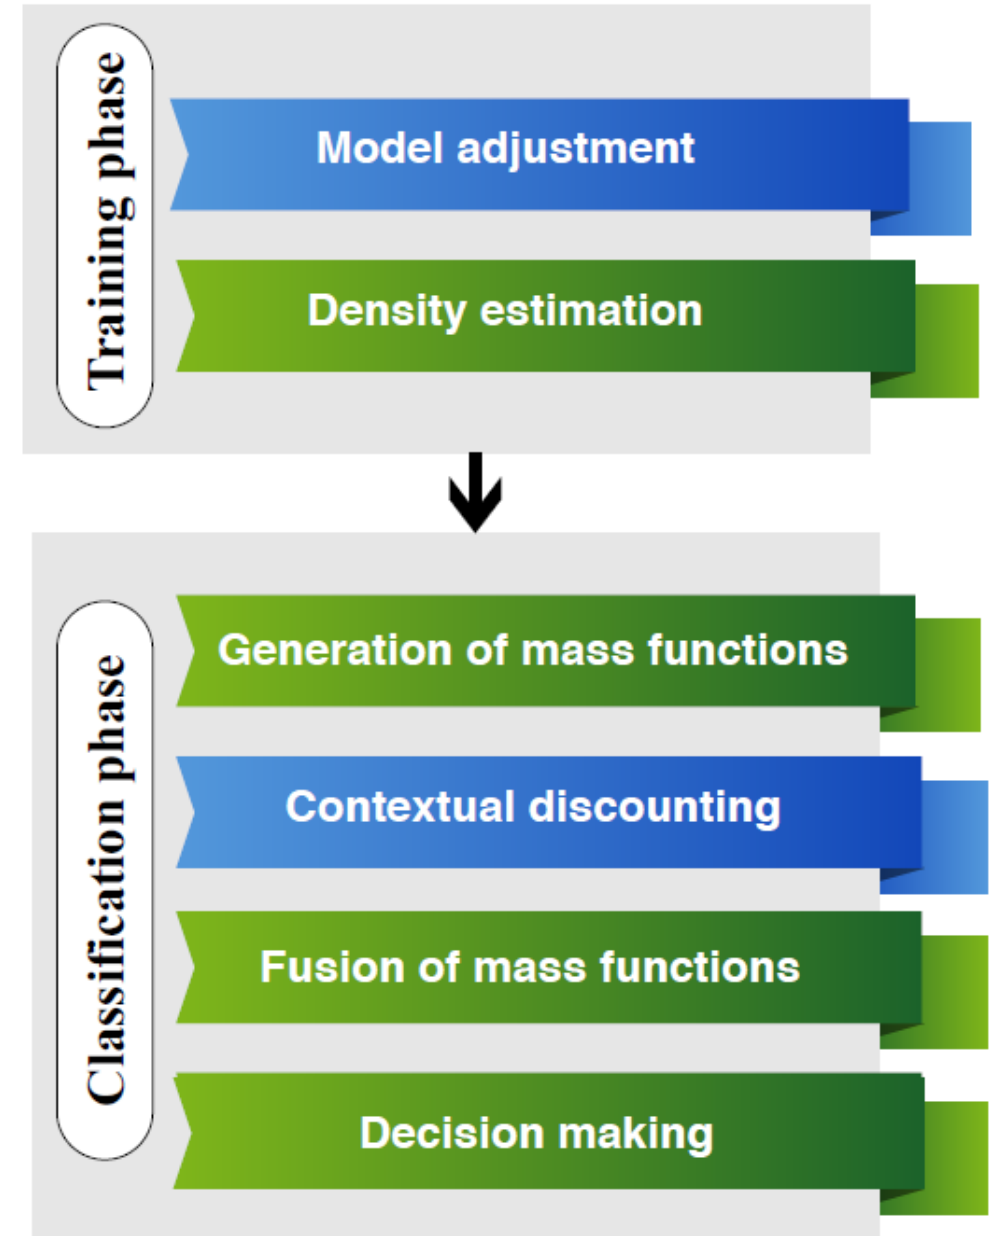 Training phase
Model adjustment
Density estimation
Classification phase
Generation of mass functions
Contextual discounting
Fusion of mass functions
Decision making